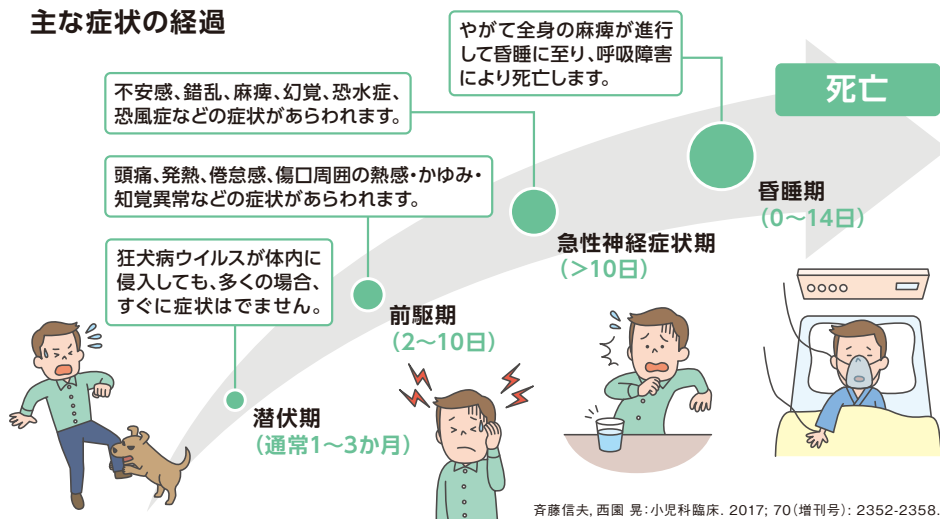 主な症状の経過
やがて全身の麻痺が進行
して昏睡に至り、呼吸障害
により死亡します。
死亡
不安感、錯乱、麻痺、幻覚、恐水症、
恐風症などの症状があらわれます。
頭痛、発熱、倦怠感、傷口周囲の熱感・かゆみ・
知覚異常などの症状があらわれます。
狂犬病ウイルスが体内に
侵入しても、多くの場合、
すぐに症状はでません。
昏睡期
(0〜14日)
急性神経症状期
(>10日)
前駆期
(2〜10日)
潜伏期
(通常1〜3か月)
斉藤信夫, 西園 晃:小児科臨床. 2017; 70(増刊号): 2352-2358.